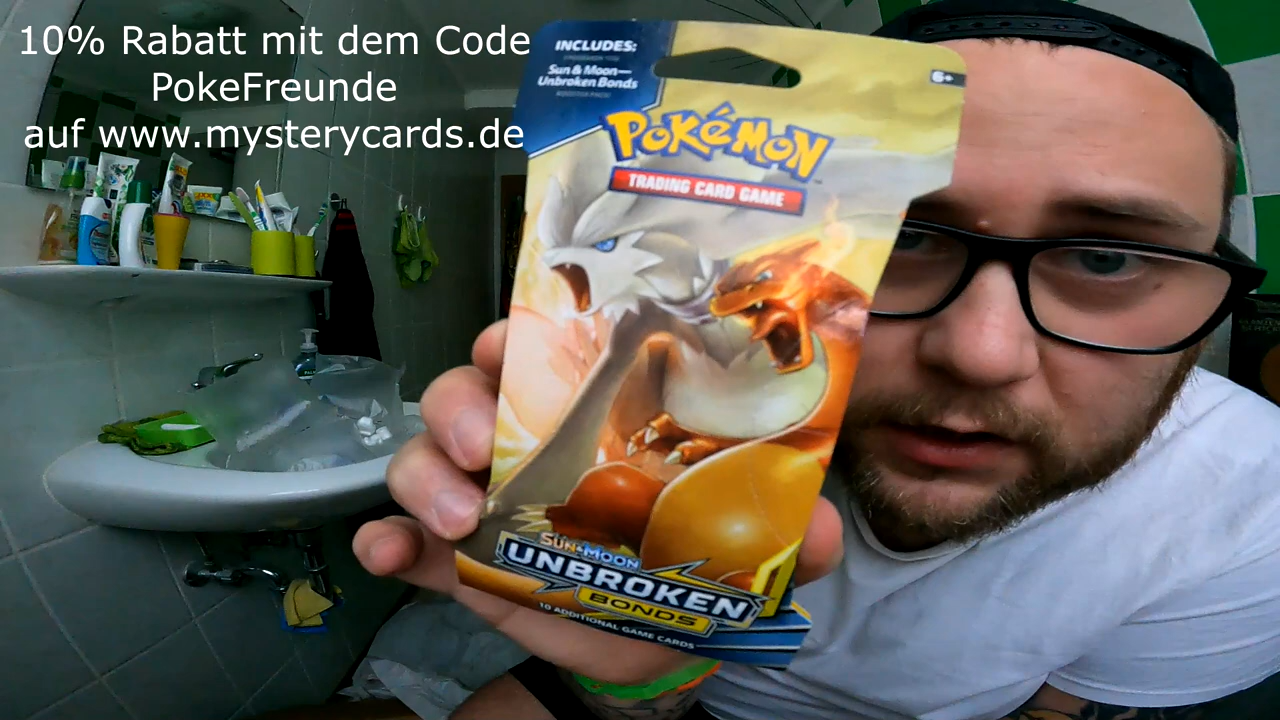 10% Rabatt mit dem Code
PokeFreunde
auf www.mysterycards.de
INCLUDES:
Sun & Moon—
Unbroken Bonds
6+
POKéMON
TRADING CARD GAME
SUN & MOON
UNBROKEN
BONDS
10 ADDITIONAL GAME CARDS